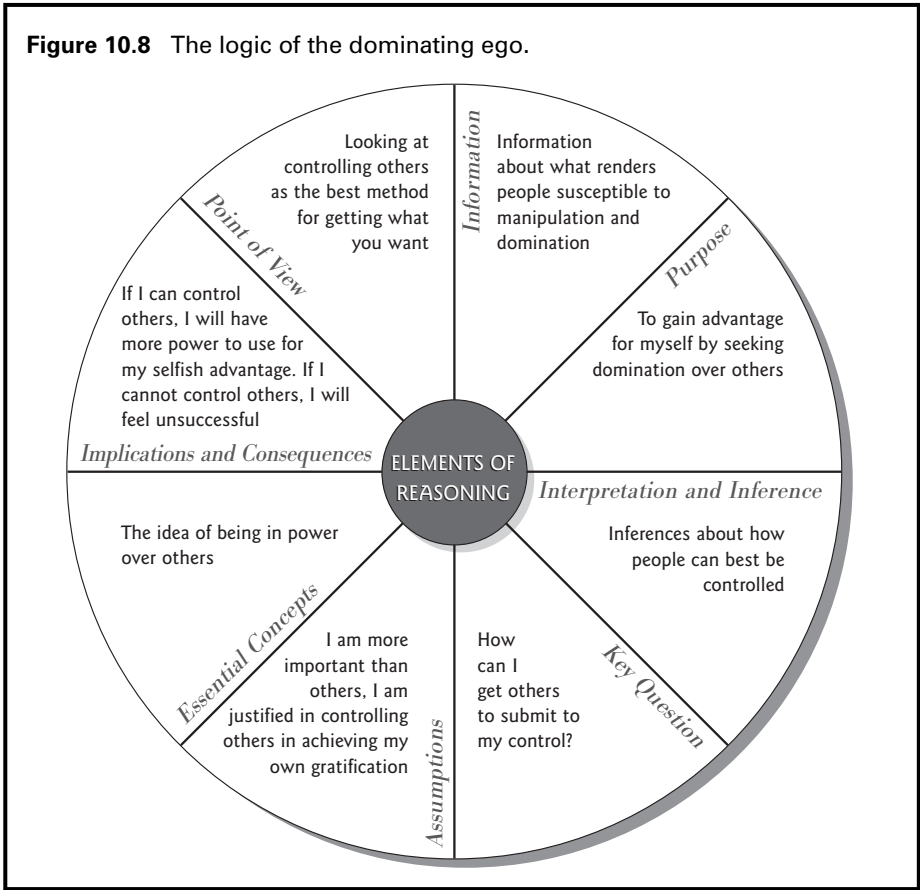 Figure 10.8 The logic of the dominating ego.
Point of View
Looking at
controlling others
as the best method
for getting what
you want
Information
Information
about what renders
people susceptible to
manipulation and
domination
Purpose
To gain advantage
for myself by seeking
domination over others
If I can control
others, I will have
more power to use for
my selfish advantage. If I
cannot control others, I will
feel unsuccessful
Implications and Consequences
ELEMENTS OF
REASONING
Interpretation and Inference
Inferences about how
people can best be
controlled
The idea of being in power
over others
Essential Concepts
I am more
important than
others, I am
justified in controlling
others in achieving my
own gratification
Assumptions
How
can I
get others
to submit to
my control?
Key Question